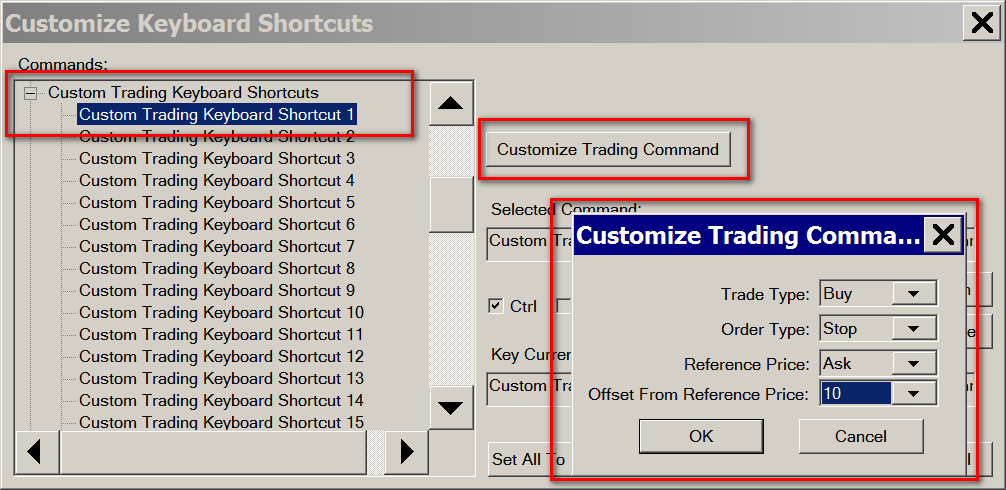 Customize Keyboard Shortcuts
Commands:
Custom Trading Keyboard Shortcuts
Custom Trading Keyboard Shortcut 1
Custom Trading Keyboard Shortcut 2
Custom Trading Keyboard Shortcut 3
Custom Trading Keyboard Shortcut 4
Custom Trading Keyboard Shortcut 5
Custom Trading Keyboard Shortcut 6
Custom Trading Keyboard Shortcut 7
Custom Trading Keyboard Shortcut 8
Custom Trading Keyboard Shortcut 9
Custom Trading Keyboard Shortcut 10
Custom Trading Keyboard Shortcut 11
Custom Trading Keyboard Shortcut 12
Custom Trading Keyboard Shortcut 13
Custom Trading Keyboard Shortcut 14
Custom Trading Keyboard Shortcut 15
Customize Trading Command
Selected Command:
Custom
Ctrl
Key
Custom
Set All To
Customize Trading Comma...
Trade Type: Buy
Order Type: Stop
Reference Price: Ask
Offset From Reference Price: 10
OK Cancel